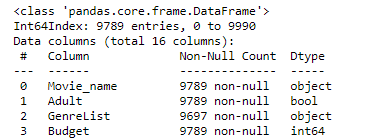 <class 'pandas.core.frame.DataFrame'>
Int64Index: 9789 entries, 0 to 9990
Data columns (total 16 columns):
 #   Column       Non-Null Count  Dtype
---  ------       --------------  -----
 0   Movie_name   9789 non-null   object
 1   Adult        9789 non-null   bool
 2   GenreList    9697 non-null   object
 3   Budget       9789 non-null   int64